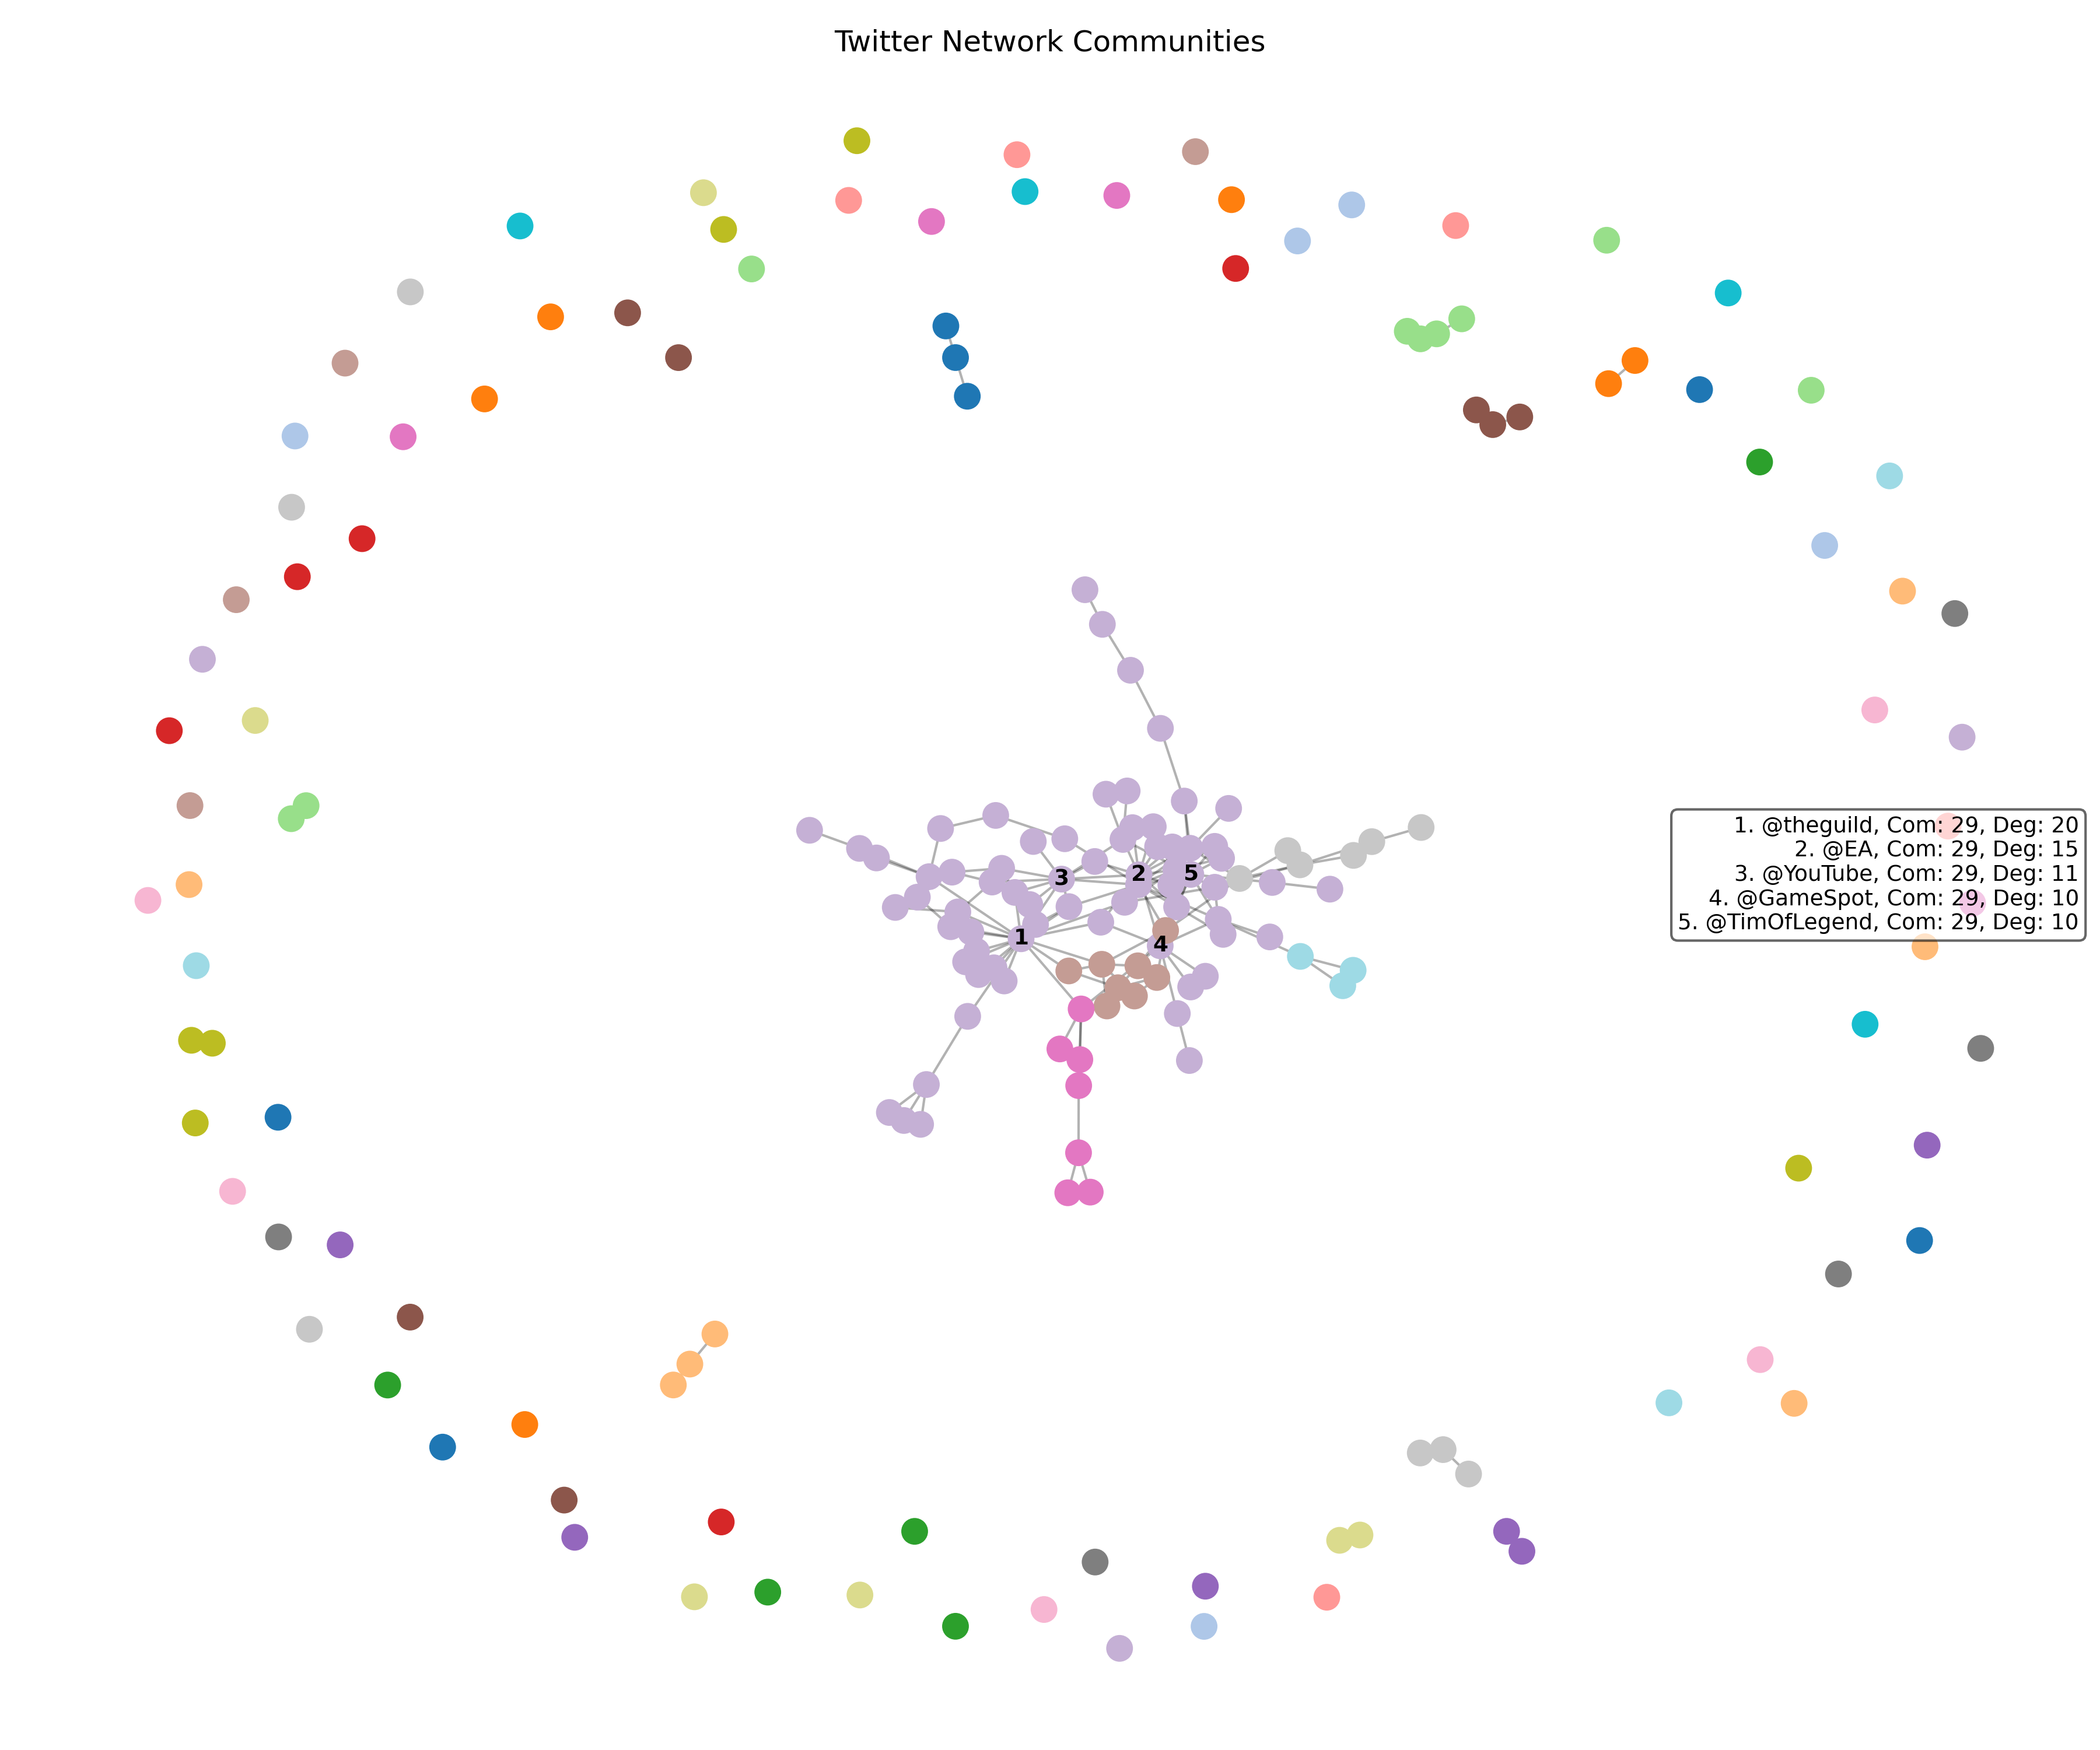 Twitter Network Communities
3
2
5
1
4
1. @theguild, Com: 29, Deg: 20
2. @EA, Com: 29, Deg: 15
3. @YouTube, Com: 29, Deg: 11
4. @GameSpot, Com: 29, Deg: 10
5. @TimOfLegend, Com: 29, Deg: 10